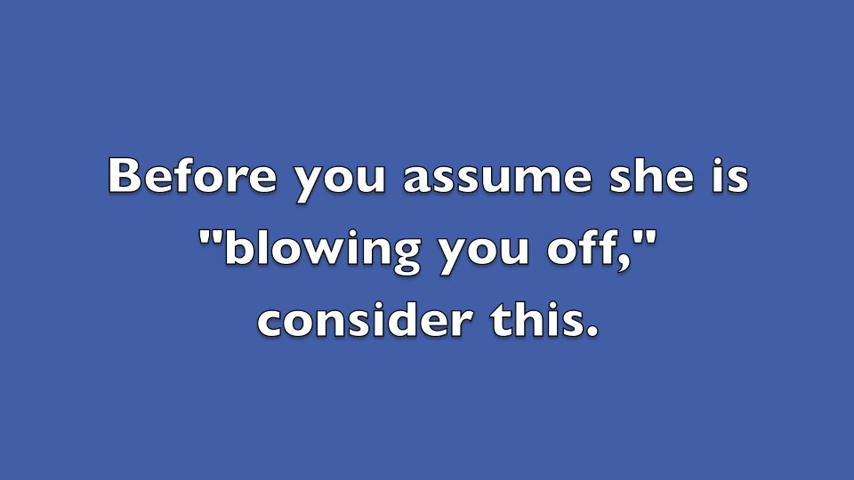 Before you assume she is
"blowing you off,"
consider this.